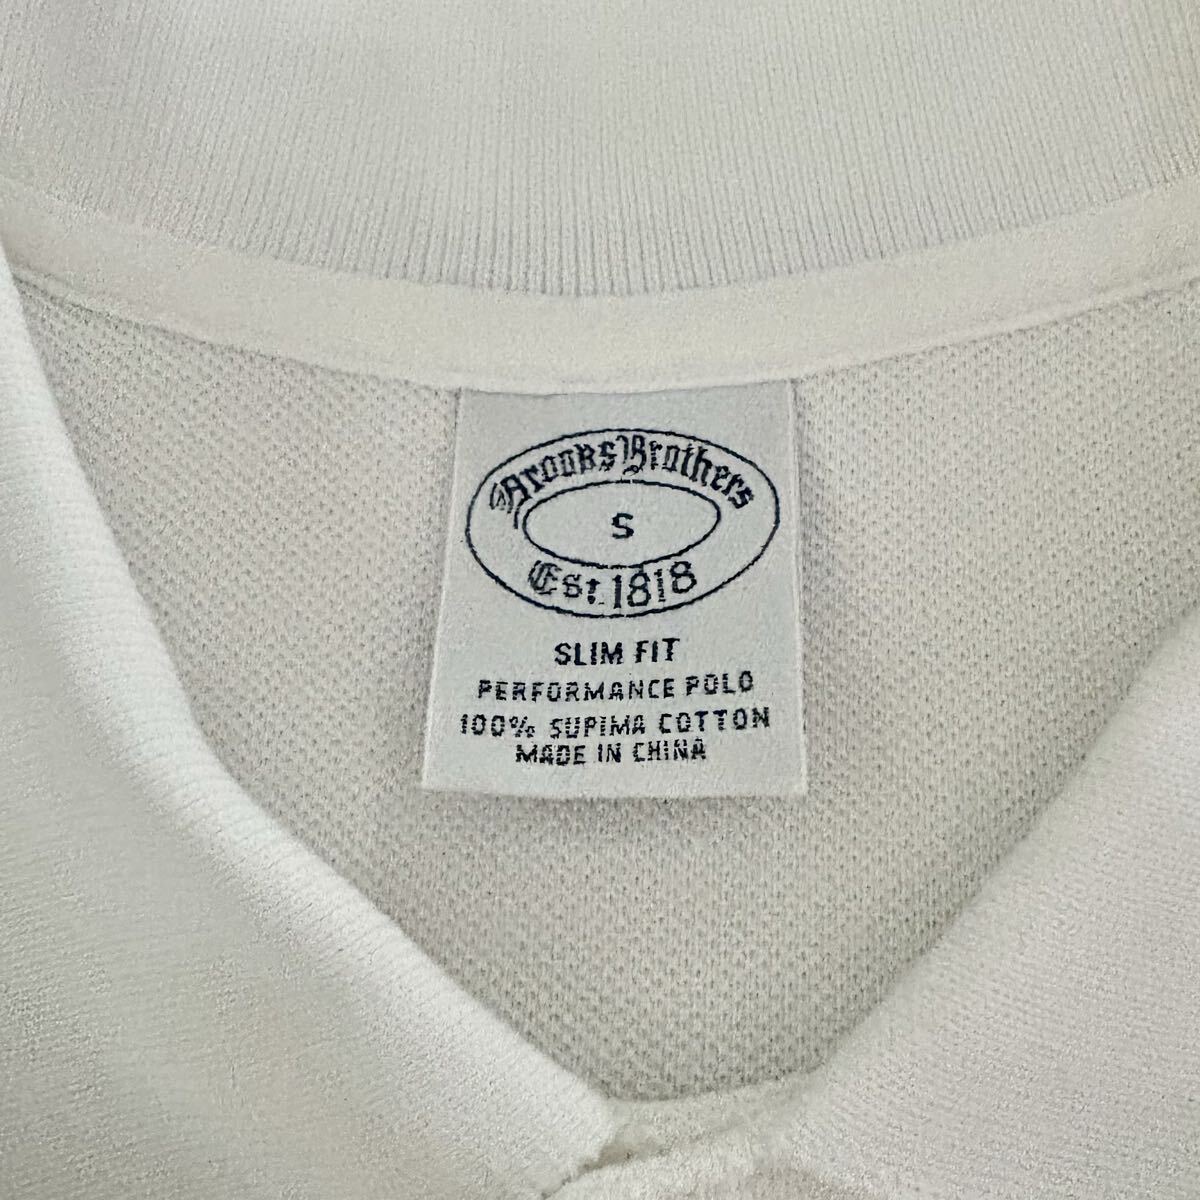 Brooks Brothers
S
Est. 1818
SLIM FIT
PERFORMANCE POLO
100% SUPIMA COTTON
MADE IN CHINA